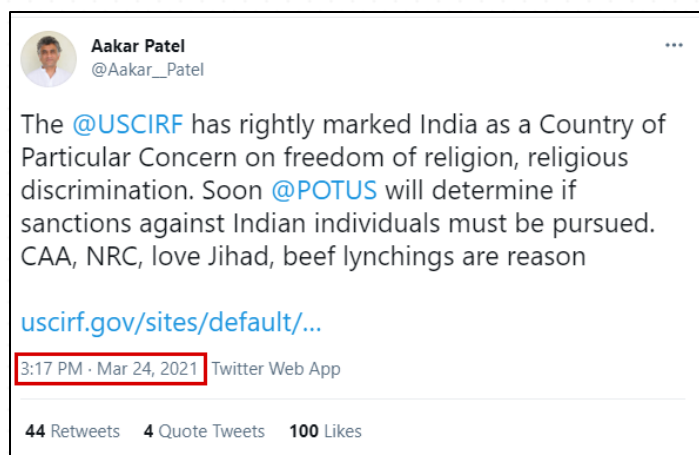 Aakar Patel
@Aakar__Patel
The @USCIRF has rightly marked India as a Country of
Particular Concern on freedom of religion, religious
discrimination. Soon @POTUS will determine if
sanctions against Indian individuals must be pursued.
CAA, NRC, love Jihad, beef lynchings are reason
uscirf.gov/sites/default/...
3:17 PM · Mar 24, 2021 Twitter Web App
44 Retweets 4 Quote Tweets 100 Likes